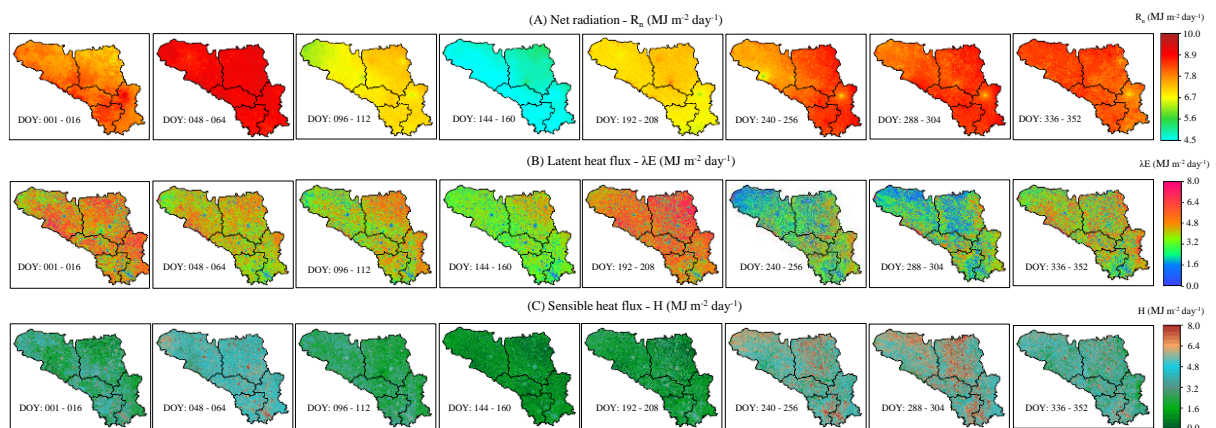 (A) Net radiation - Rn (MJ m-2 day-1)
Rn (MJ m-2 day-1)
DOY: 001 - 016 DOY: 048 - 064 DOY: 096 - 112 DOY: 144 - 160 DOY: 192 - 208 DOY: 240 - 256 DOY: 288 - 304 DOY: 336 - 352
10.0
8.9
7.8
6.7
5.6
4.5
(B) Latent heat flux - λE (MJ m-2 day-1)
λE (MJ m-2 day-1)
DOY: 001 - 016 DOY: 048 - 064 DOY: 096 - 112 DOY: 144 - 160 DOY: 192 - 208 DOY: 240 - 256 DOY: 288 - 304 DOY: 336 - 352
8.0
6.4
4.8
3.2
1.6
0.0
(C) Sensible heat flux - H (MJ m-2 day-1)
H (MJ m-2 day-1)
DOY: 001 - 016 DOY: 048 - 064 DOY: 096 - 112 DOY: 144 - 160 DOY: 192 - 208 DOY: 240 - 256 DOY: 288 - 304 DOY: 336 - 352
8.0
6.4
4.8
3.2
1.6
0.0